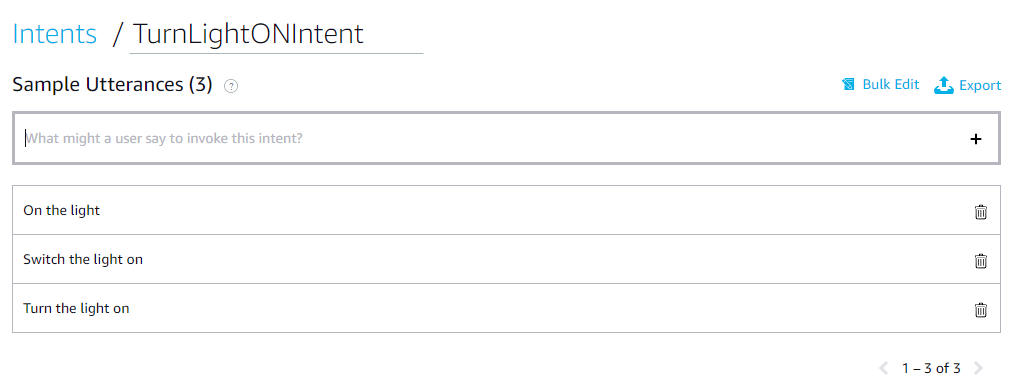 Intents / TurnLightONIntent
Sample Utterances (3) ? Bulk Edit Export
What might a user say to invoke this intent? +
On the light
Switch the light on
Turn the light on
1 – 3 of 3